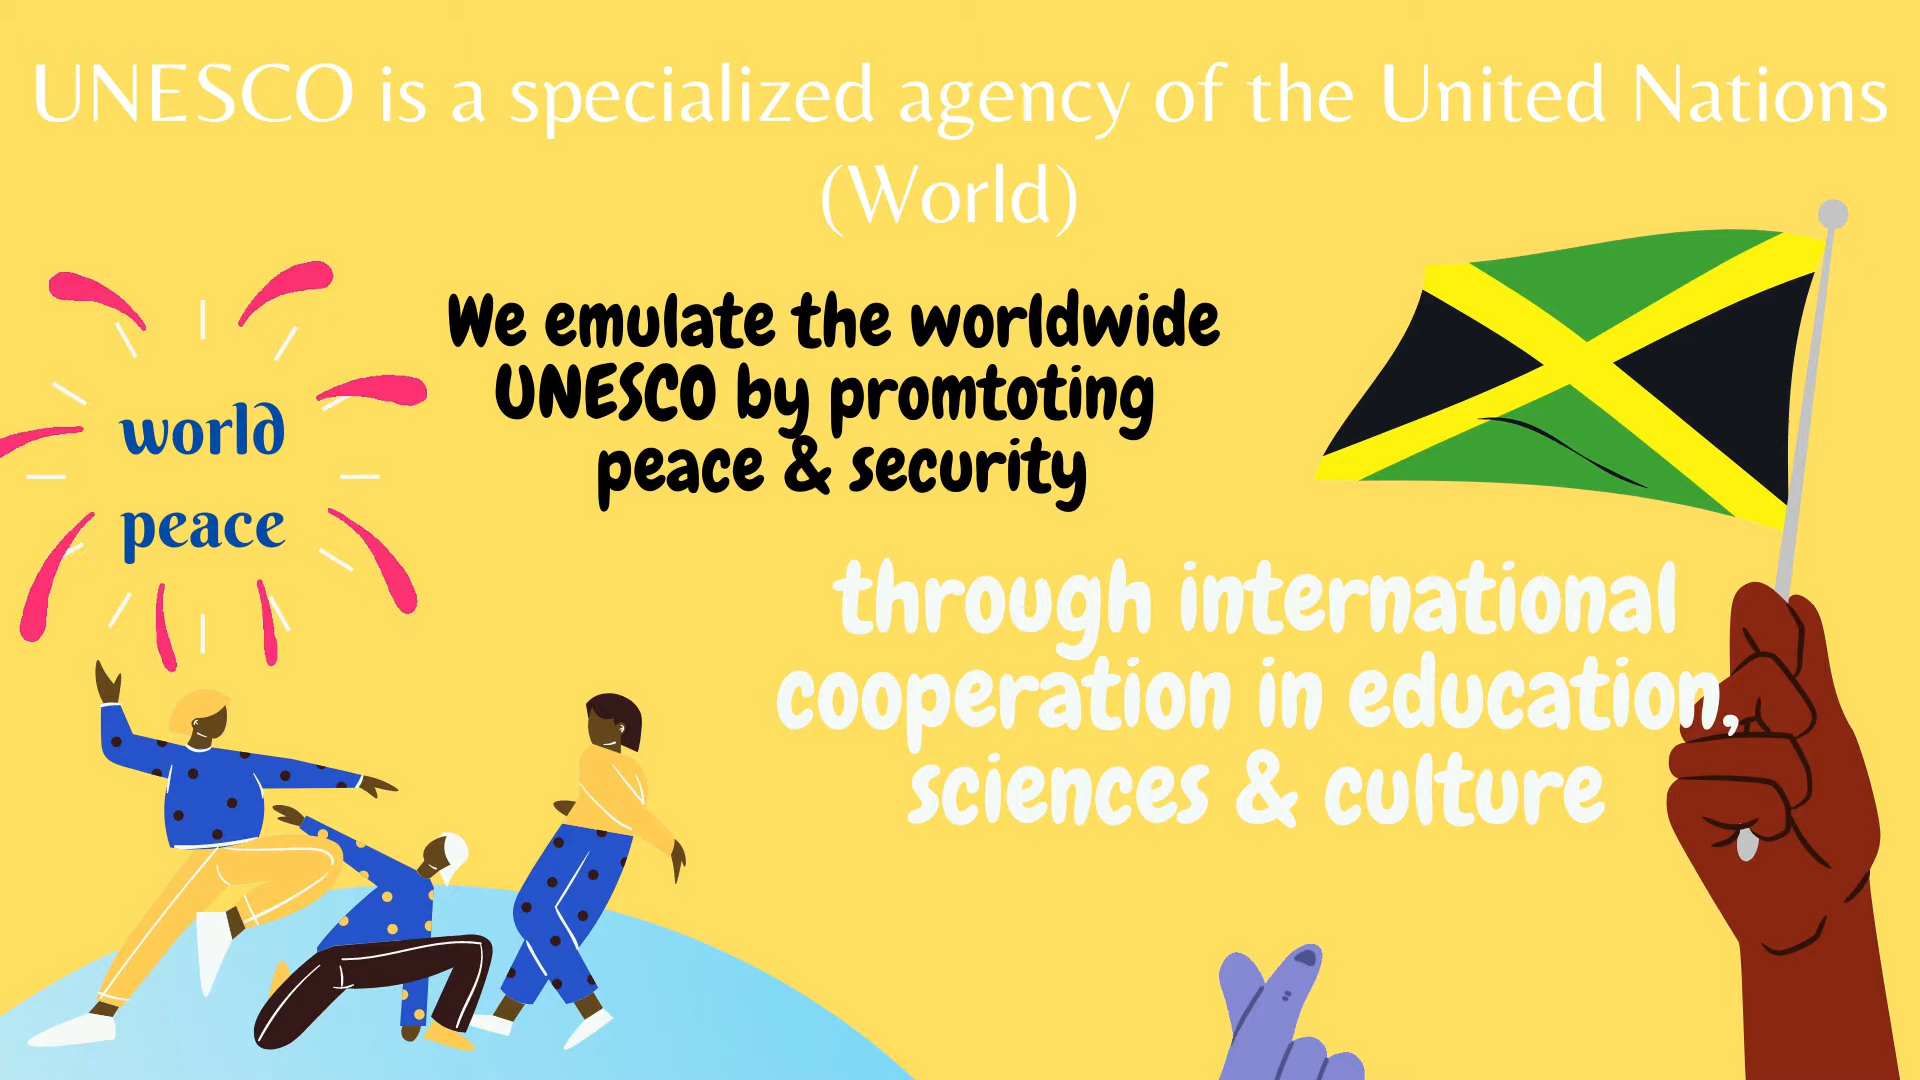 UNESCO is a specialized agency of the United Nations
(World)
We emulate the worldwide
UNESCO by promtoting
peace & security
world
peace
through international
cooperation in education,
sciences & culture